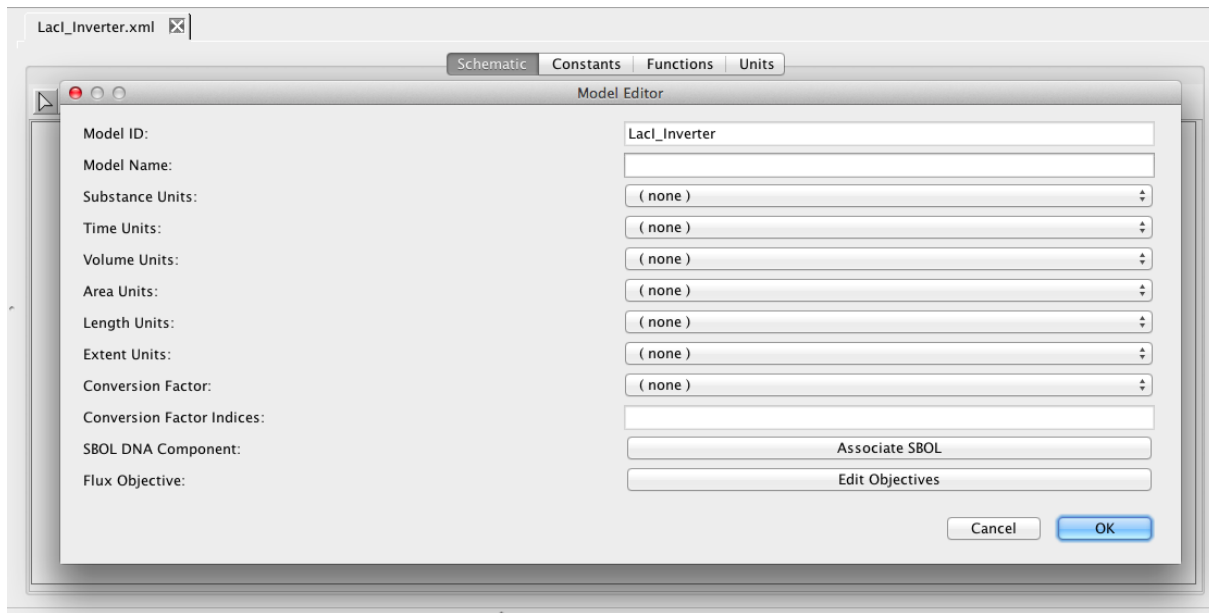 LacI_Inverter.xml
Schematic Constants Functions Units
Model Editor
Model ID: LacI_Inverter
Model Name:
Substance Units: ( none )
Time Units: ( none )
Volume Units: ( none )
Area Units: ( none )
Length Units: ( none )
Extent Units: ( none )
Conversion Factor: ( none )
Conversion Factor Indices:
SBOL DNA Component: Associate SBOL
Flux Objective: Edit Objectives
Cancel OK